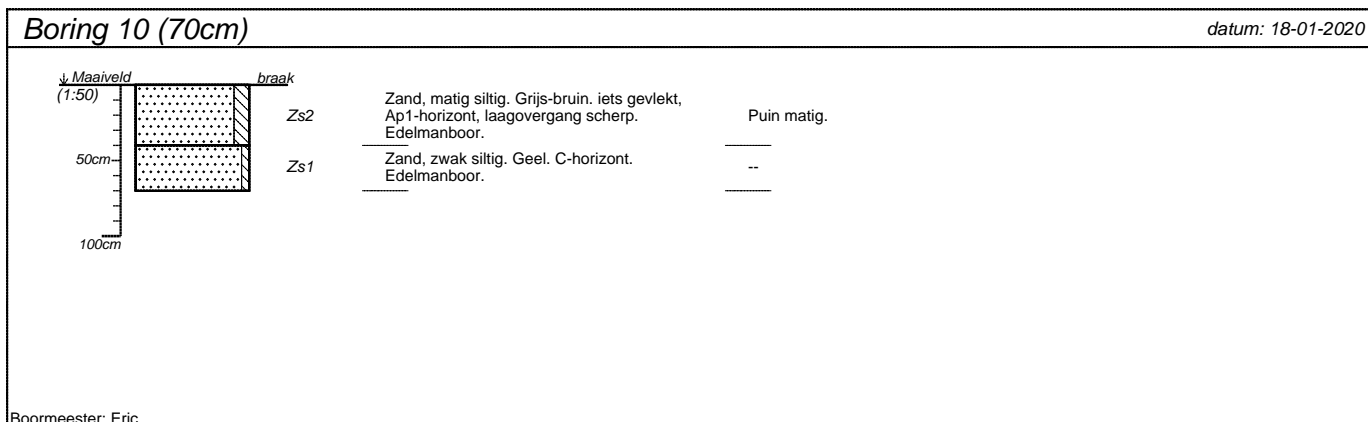 Boring 10 (70cm)
datum: 18-01-2020
Maaiveld
braak
(1:50)
Zs2
Zand, matig siltig. Grijs-bruin. iets gevlekt,
Ap1-horizont, laagovergang scherp.
Edelmanboor.
Puin matig.
50cm
Zs1
Zand, zwak siltig. Geel. C-horizont.
Edelmanboor.
--
100cm
Boormeester: Eric